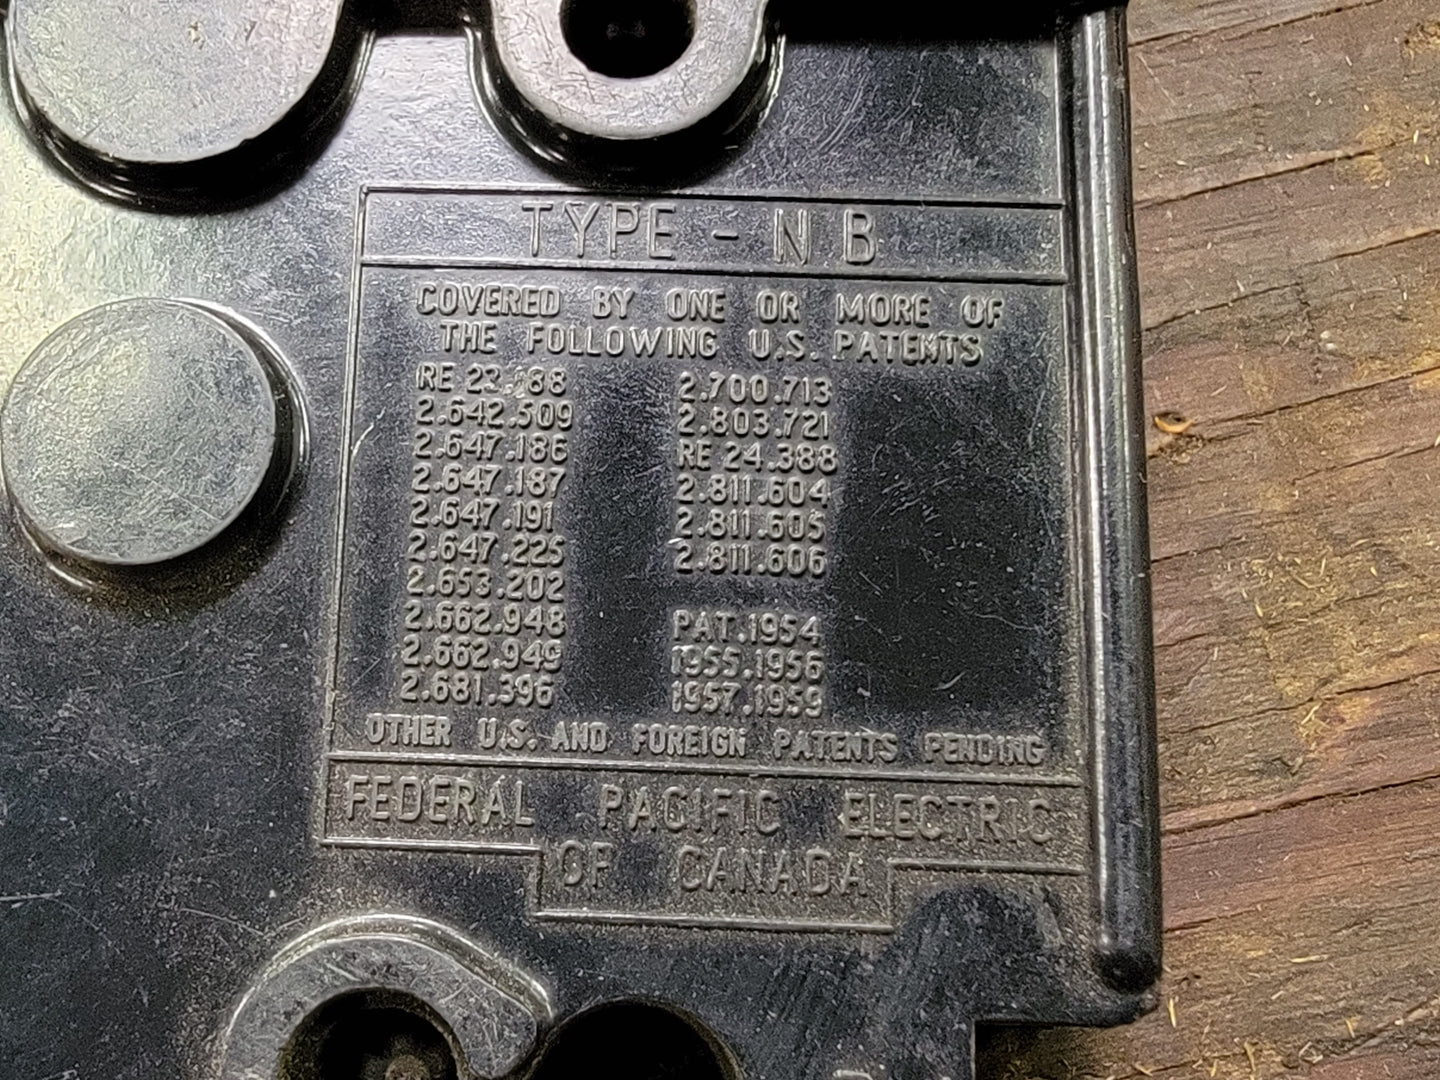 TYPE - NB
COVERED BY ONE OR MORE OF
THE FOLLOWING U.S. PATENTS
RE
2.642.509
2.647.186
2.647.187
2.647.191
2.647.225
2.653.202
2.662.948
2.662.949
2.681.396
2.700.713
2.803.721
RE 24.388
2.811.604
2.811.605
2.811.606
PAT.1954
1955.1956
1957.1959
OTHER U.S. AND FOREIGN PATENTS PENDING
FEDERAL PACIFIC ELECTRIC
OF CANADA